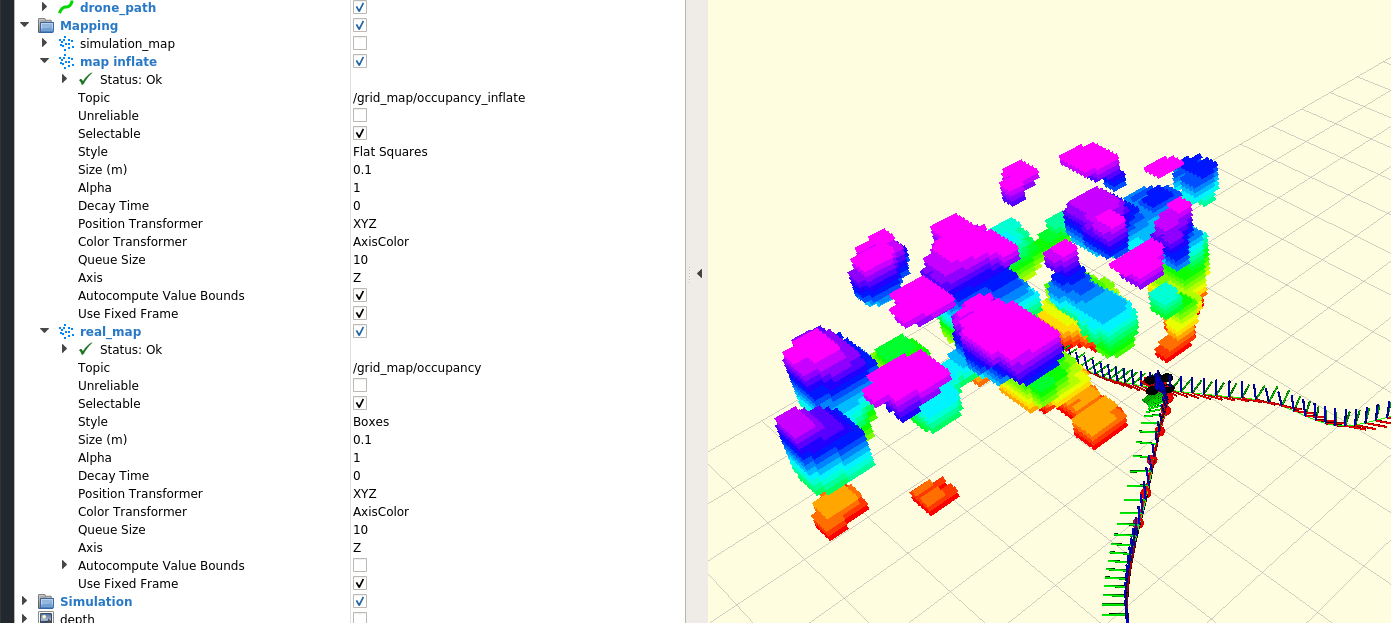 drone_path
Mapping
simulation_map
map inflate
Status: Ok
Topic /grid_map/occupancy_inflate
Unreliable
Selectable
Style Flat Squares
Size (m) 0.1
Alpha 1
Decay Time 0
Position Transformer XYZ
Color Transformer AxisColor
Queue Size 10
Axis Z
Autocompute Value Bounds
Use Fixed Frame
real_map
Status: Ok
Topic /grid_map/occupancy
Unreliable
Selectable
Style Boxes
Size (m) 0.1
Alpha 1
Decay Time 0
Position Transformer XYZ
Color Transformer AxisColor
Queue Size 10
Axis Z
Autocompute Value Bounds
Use Fixed Frame
Simulation
depth